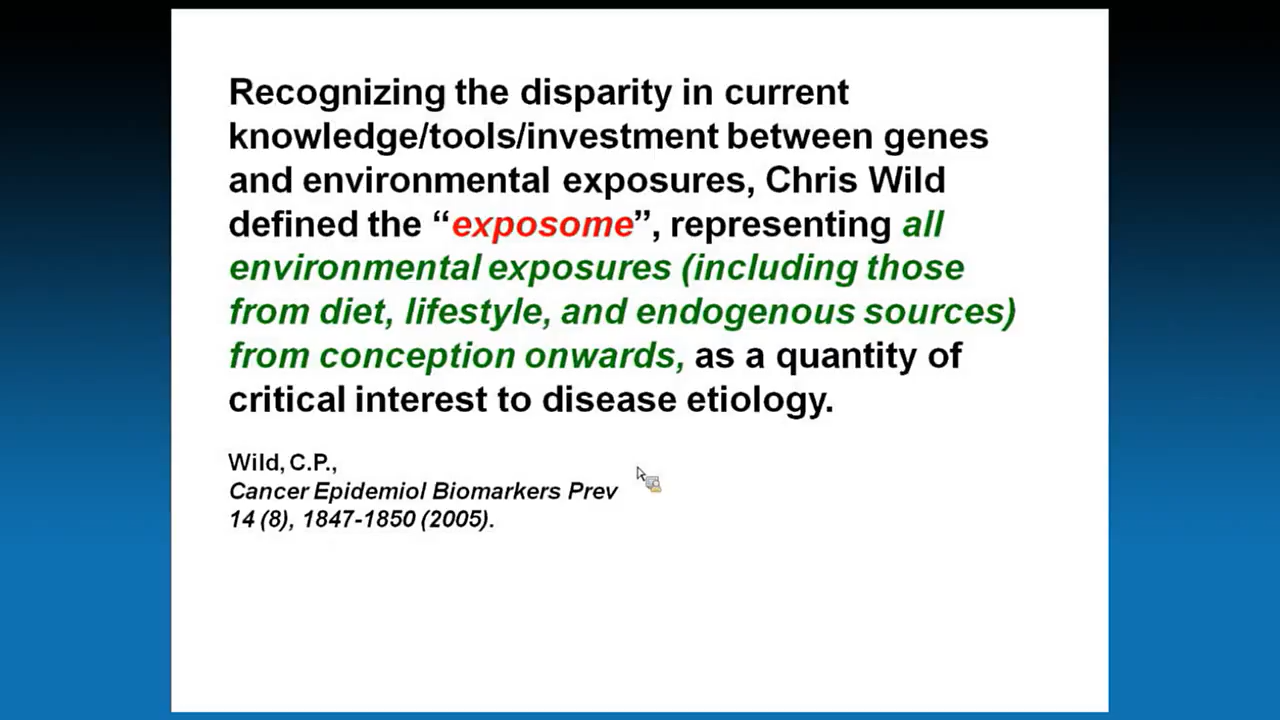 Recognizing the disparity in current
knowledge/tools/investment between genes
and environmental exposures, Chris Wild
defined the “exposome”, representing all
environmental exposures (including those
from diet, lifestyle, and endogenous sources)
from conception onwards, as a quantity of
critical interest to disease etiology.
Wild, C.P.,
Cancer Epidemiol Biomarkers Prev
14 (8), 1847-1850 (2005).